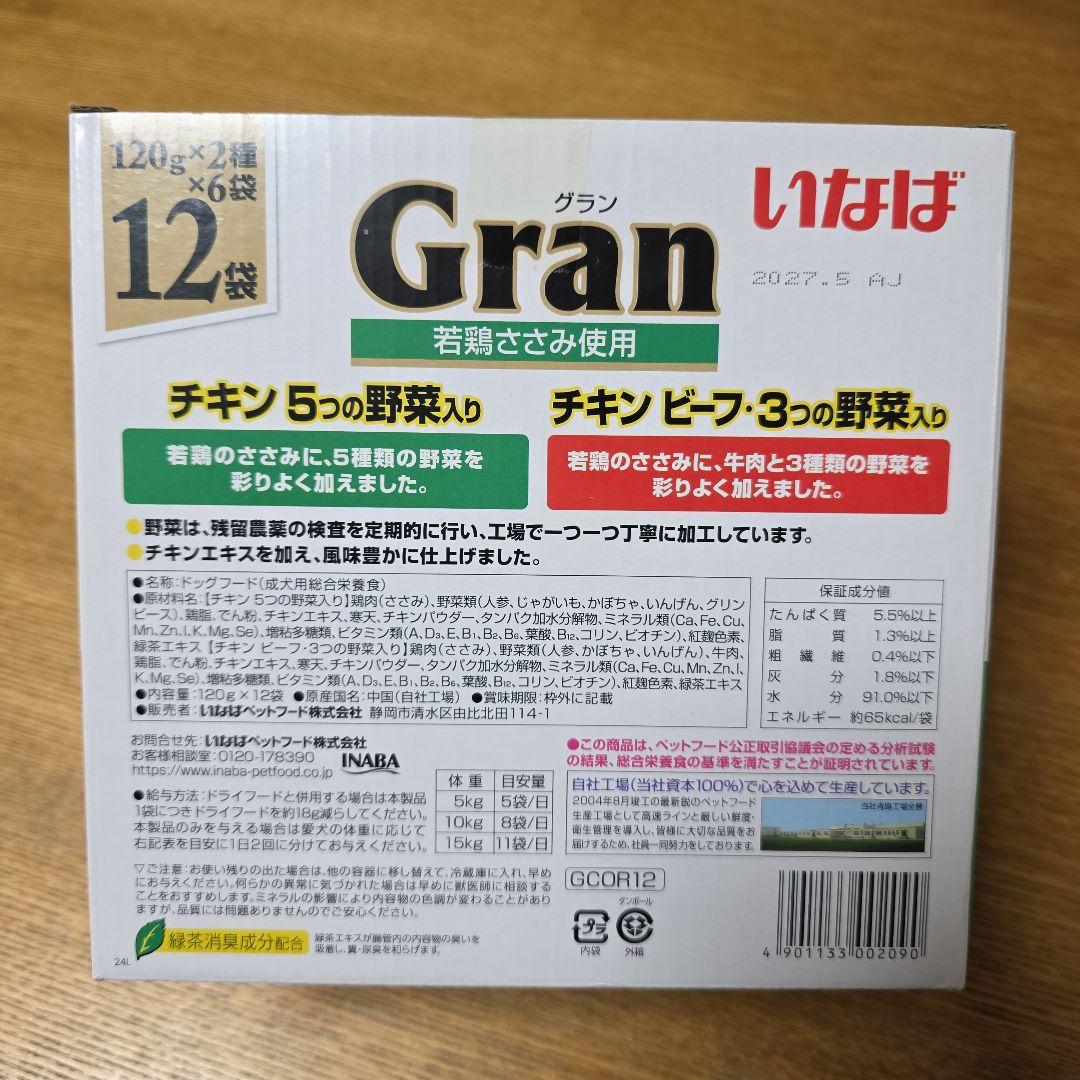 120g×2種
×6袋
12袋
グラン
Gran
若鶏ささみ使用
いなば
2027.5 AJ
チキン 5つの野菜入り
若鶏のささみに、5種類の野菜を
彩りよく加えました。
チキン ビーフ・3つの野菜入り
若鶏のささみに、牛肉と3種類の野菜を
彩りよく加えました。
●野菜は、残留農薬の検査を定期的に行い、工場で一つ一つ丁寧に加工しています。
●チキンエキスを加え、風味豊かに仕上げました。
●名称:ドッグフード(成犬用総合栄養食)
●原材料名:【チキン 5つの野菜入り】鶏肉(ささみ)、野菜類(人参、じゃがいも、かぼちゃ、いんげん、グリン
ピース)、鶏脂、でん粉、チキンエキス、寒天、チキンパウダー、タンパク加水分解物、ミネラル類(Ca,Fe,Cu,
Mn,Zn,I,K,Mg,Se)、増粘多糖類、ビタミン類(A,D₃,E,B₁,B₂,B₆,葉酸,B₁₂,コリン,ビオチン)、紅麹色素、
緑茶エキス 【チキン ビーフ・3つの野菜入り】鶏肉(ささみ)、野菜類(人参、かぼちゃ、いんげん)、牛肉、
鶏脂、でん粉、チキンエキス、寒天、チキンパウダー、タンパク加水分解物、ミネラル類(Ca,Fe,Cu,Mn,Zn,I,
K,Mg,Se)、増粘多糖類、ビタミン類(A,D₃,E,B₁,B₂,B₆,葉酸,B₁₂,コリン,ビオチン)、紅麹色素、緑茶エキス
●内容量:120g×12袋 ●原産国名:中国(自社工場) ●賞味期限:枠外に記載
●販売者:いなばペットフード株式会社 静岡市清水区由比北田114-1
保証成分値
たんぱく質 5.5%以上
脂質 1.3%以上
粗繊維 0.4%以下
灰分 1.8%以下
水分 91.0%以下
エネルギー 約65kcal/袋
お問合せ先:いなばペットフード株式会社
お客様相談室:0120-178390
https://www.inaba-petfood.co.jp
INABA
●給与方法:ドライフードと併用する場合は本製品
1袋につきドライフードを約18g減らしてください。
本製品のみを与える場合は愛犬の体重に応じて
右記表を目安に1日2回に分けてお与えください。
体重 目安量
5kg 5袋/日
10kg 8袋/日
15kg 11袋/日
●この商品は、ペットフード公正取引協議会の定める分析試験
の結果、総合栄養食の基準を満たすことが証明されています。
自社工場(当社資本100%)で心を込めて生産しています。
2004年8月竣工の最新鋭のペットフード
生産工場として高速ラインと厳しい鮮度・
衛生管理を導入し、皆様に大切な品質をお
届けするため、社員一同努力をしております。
当社青島工場全景
▽ご注意:お使い残りの出た場合は、他の容器に移し替えて、冷蔵庫に入れ、早め
にお与えください。何らかの異常に気づかれた場合は早めに獣医師に相談する
ことをおすすめします。ミネラルの影響により内容物の色調が変わることがあり
ますが、品質には問題ありませんのでご安心ください。
緑茶消臭成分配合
緑茶エキスが腸管内の内容物の臭いを
吸着し、糞・尿臭を和らげます。
24L
GCOR12
プラ
内袋
ダンボール
外箱
4 901133 002090